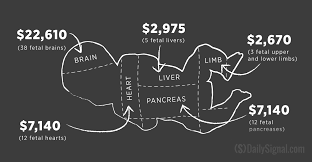 $22,610
(38 fetal brains)
$2,975
(5 fetal livers)
$2,670
(3 fetal upper
and lower limbs)
BRAIN
LIMB
HEART
LIVER
PANCREAS
$7,140
(12 fetal hearts)
$7,140
(12 fetal
pancreases)
(S) DailySignal.com